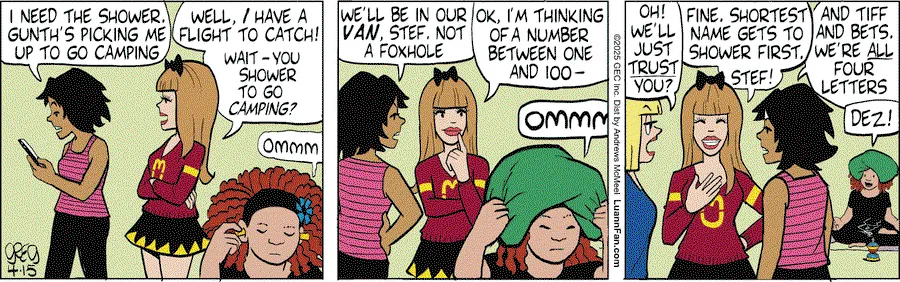 I NEED THE SHOWER.
GUNTH'S PICKING ME
UP TO GO CAMPING
WELL, I HAVE A
FLIGHT TO CATCH!
WAIT – YOU
SHOWER
TO GO
CAMPING?
OMMM
M
GREG
4-15
WE'LL BE IN OUR
VAN, STEF. NOT
A FOXHOLE
OK, I'M THINKING
OF A NUMBER
BETWEEN ONE
AND 100 –
OMMM
M
©2025 GEC Inc. Dist by Andrews McMeel LuannFan.com
OH!
WE'LL
JUST
TRUST
YOU?
FINE. SHORTEST
NAME GETS TO
SHOWER FIRST.
STEF!
AND TIFF
AND BETS.
WE'RE ALL
FOUR
LETTERS
DEZ!